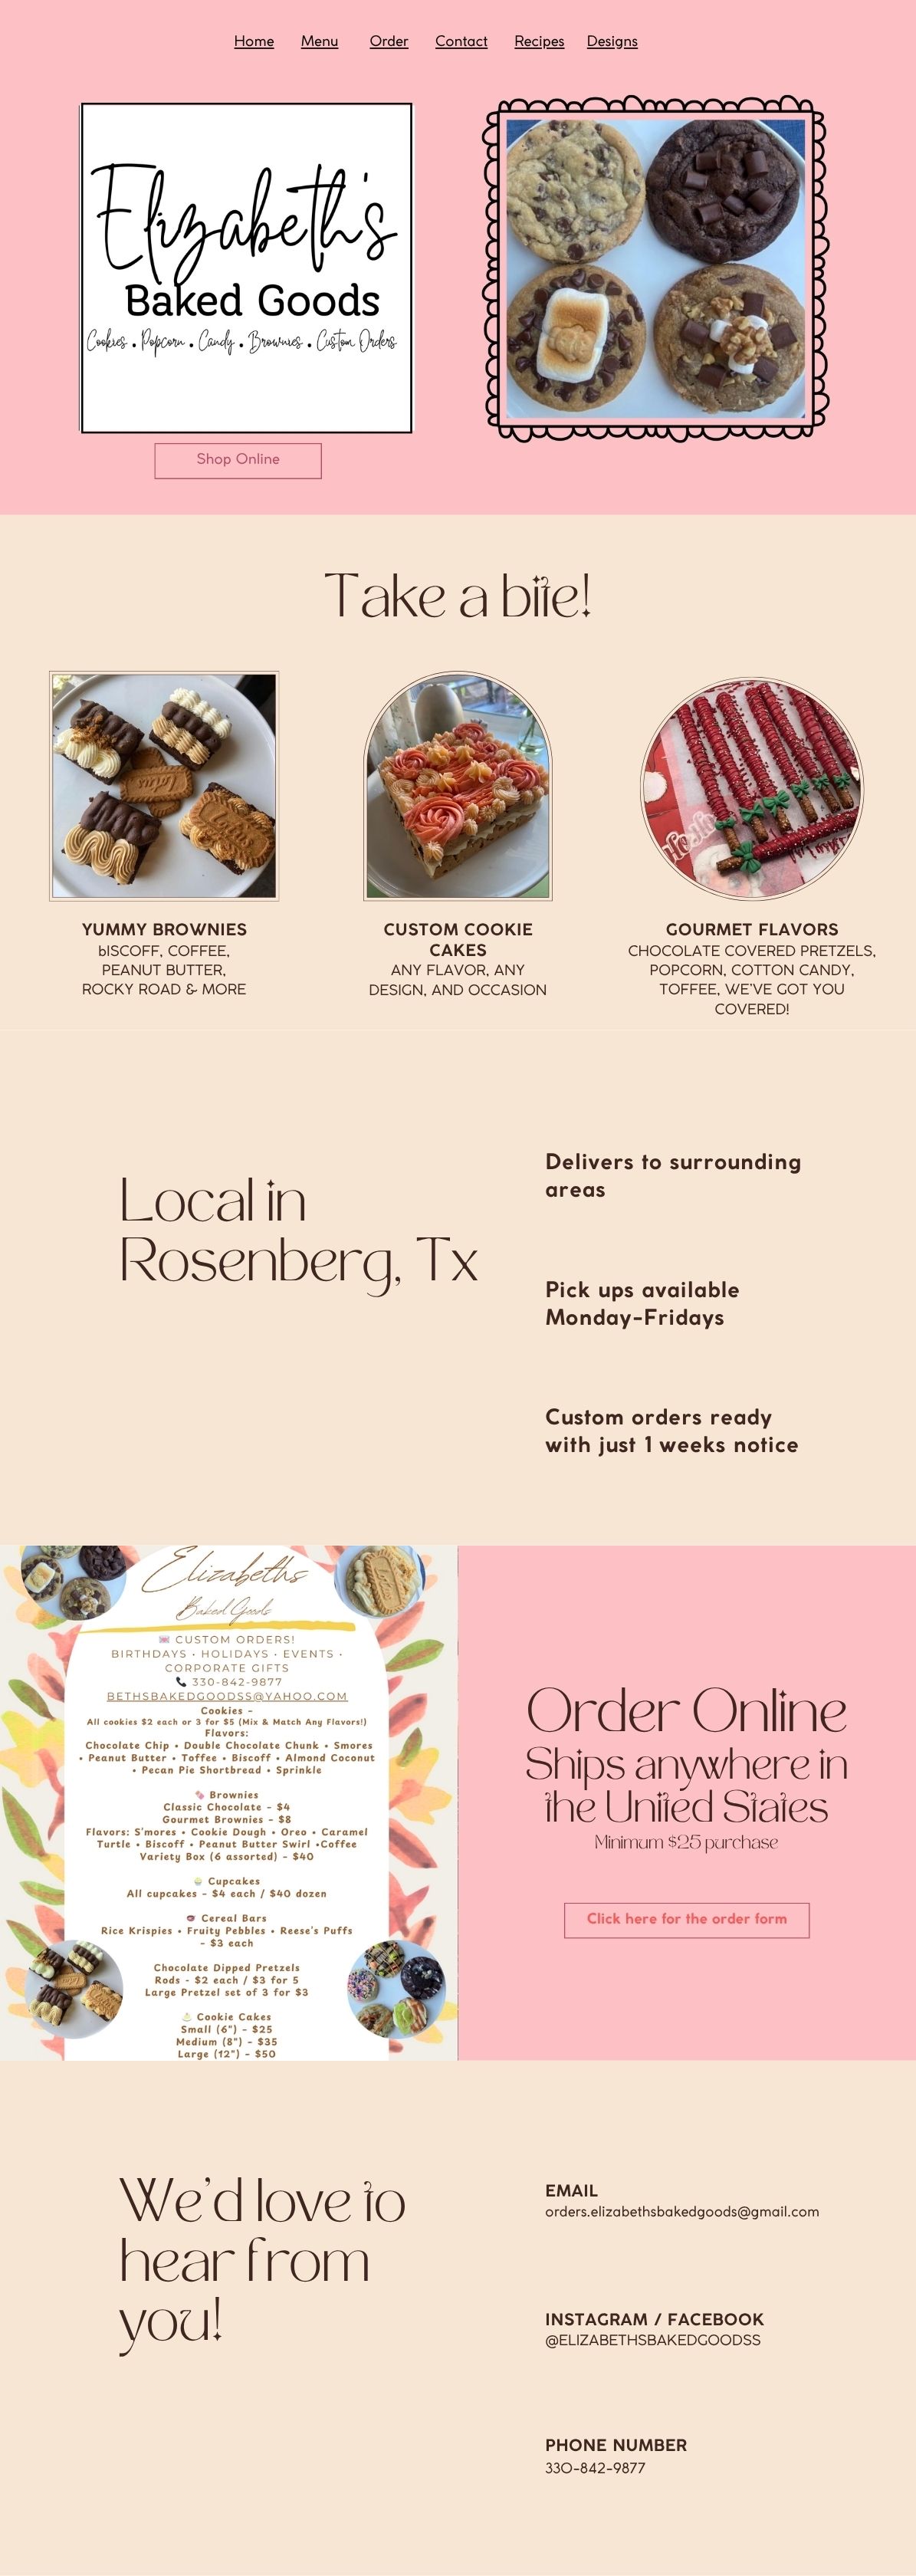 Home Menu Order Contact Recipes Designs
Elizabeth's
Baked Goods
Cookies • Popcorn • Candy • Brownies • Custom Orders
Shop Online
Take a bite!
YUMMY BROWNIES
bISCOFF, COFFEE,
PEANUT BUTTER,
ROCKY ROAD & MORE
CUSTOM COOKIE
CAKES
ANY FLAVOR, ANY
DESIGN, AND OCCASION
GOURMET FLAVORS
CHOCOLATE COVERED PRETZELS,
POPCORN, COTTON CANDY,
TOFFEE, WE'VE GOT YOU
COVERED!
Local in
Rosenberg, Tx
Delivers to surrounding
areas
Pick ups available
Monday-Fridays
Custom orders ready
with just 1 weeks notice
Elizabeths
Baked Goods
CUSTOM ORDERS!
BIRTHDAYS • HOLIDAYS • EVENTS •
CORPORATE GIFTS
330-842-9877
BETHSBAKEDGOODSS@YAHOO.COM
Cookies –
All cookies $2 each or 3 for $5 (Mix & Match Any Flavors!)
Flavors:
Chocolate Chip • Double Chocolate Chunk • Smores
• Peanut Butter • Toffee • Biscoff • Almond Coconut
• Pecan Pie Shortbread • Sprinkle
Brownies
Classic Chocolate – $4
Gourmet Brownies – $8
Flavors: S'mores • Cookie Dough • Oreo • Caramel
Turtle • Biscoff • Peanut Butter Swirl •Coffee
Variety Box (6 assorted) – $40
Cupcakes
All cupcakes – $4 each / $40 dozen
Cereal Bars
Rice Krispies • Fruity Pebbles • Reese's Puffs
– $3 each
Chocolate Dipped Pretzels
Rods – $2 each / $3 for 5
Large Pretzel set of 3 for $3
Cookie Cakes
Small (6") – $25
Medium (8") – $35
Large (12") – $50
Order Online
Ships anywhere in
the United States
Minimum $25 purchase
Click here for the order form
We'd love to
hear from
you!
EMAIL
orders.elizabethsbakedgoods@gmail.com
INSTAGRAM / FACEBOOK
@ELIZABETHSBAKEDGOODSS
PHONE NUMBER
330-842-9877